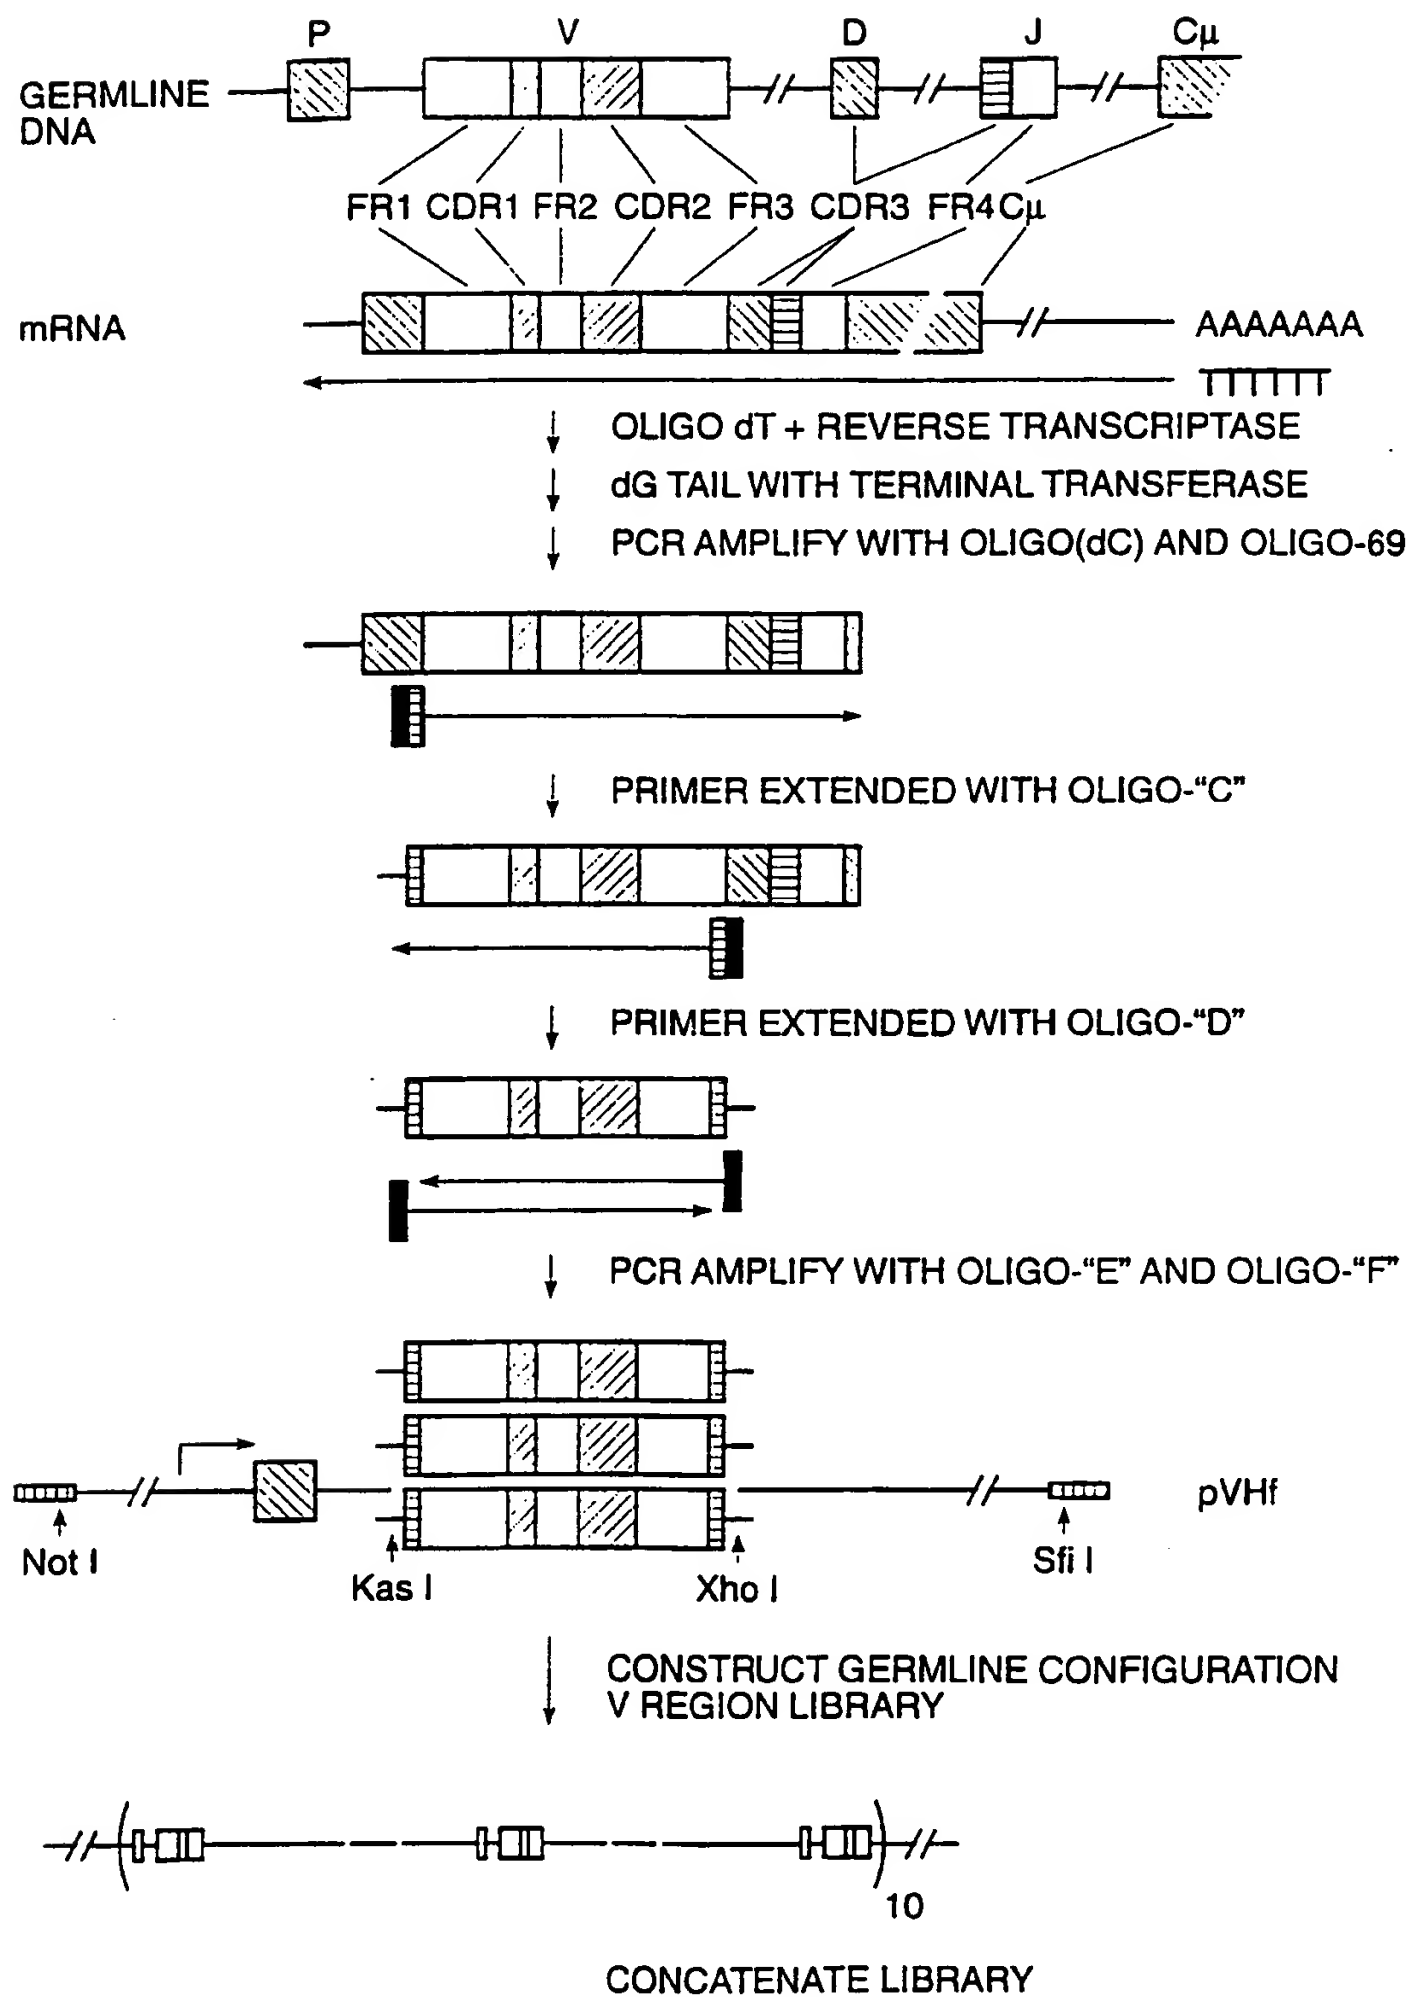 P V D J Cμ
GERMLINE
DNA
FR1 CDR1 FR2 CDR2 FR3 CDR3 FR4 Cμ
mRNA
AAAAAAA
TTTTTT
OLIGO dT + REVERSE TRANSCRIPTASE
dG TAIL WITH TERMINAL TRANSFERASE
PCR AMPLIFY WITH OLIGO(dC) AND OLIGO-69
PRIMER EXTENDED WITH OLIGO-“C”
PRIMER EXTENDED WITH OLIGO-“D”
PCR AMPLIFY WITH OLIGO-“E” AND OLIGO-“F”
pVHf
Not I
Kas I
Xho I
Sfi I
CONSTRUCT GERMLINE CONFIGURATION
V REGION LIBRARY
10
CONCATENATE LIBRARY